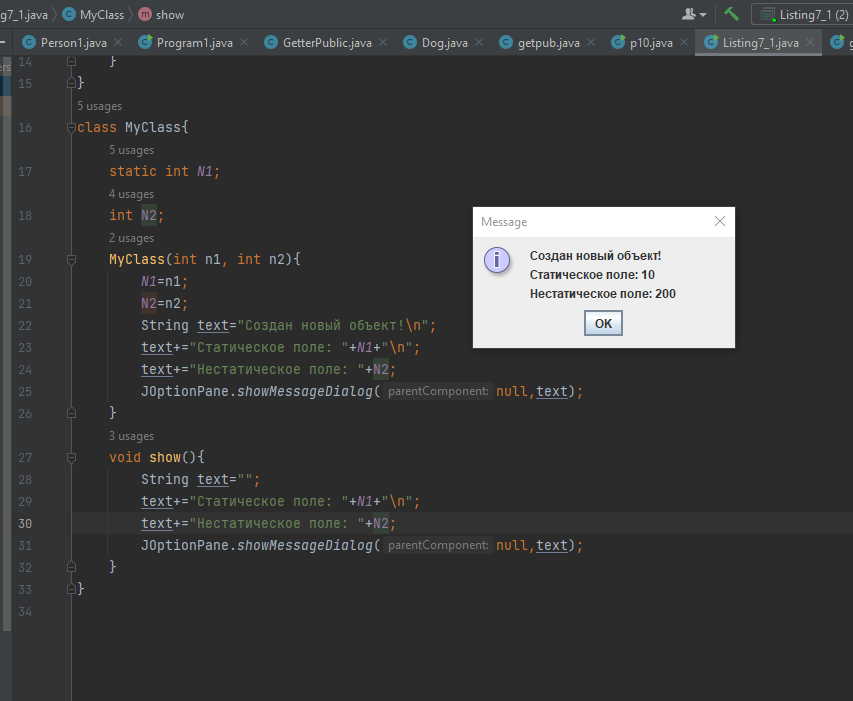 g7_1.java MyClass show Listing7_1 (2)
Person1.java Program1.java GetterPublic.java Dog.java getpub.java p10.java Listing7_1.java
14 }
15 }
5 usages
16 class MyClass{
5 usages
17 static int N1;
4 usages
18 int N2;
2 usages
19 MyClass(int n1, int n2){
20 N1=n1;
21 N2=n2;
22 String text="Создан новый объект!\n";
23 text+="Статическое поле: "+N1+"\n";
24 text+="Нестатическое поле: "+N2;
25 JOptionPane.showMessageDialog( parentComponent: null,text);
26 }
3 usages
27 void show(){
28 String text="";
29 text+="Статическое поле: "+N1+"\n";
30 text+="Нестатическое поле: "+N2;
31 JOptionPane.showMessageDialog( parentComponent: null,text);
32 }
33 }
34
Message
Создан новый объект!
Статическое поле: 10
Нестатическое поле: 200
OK